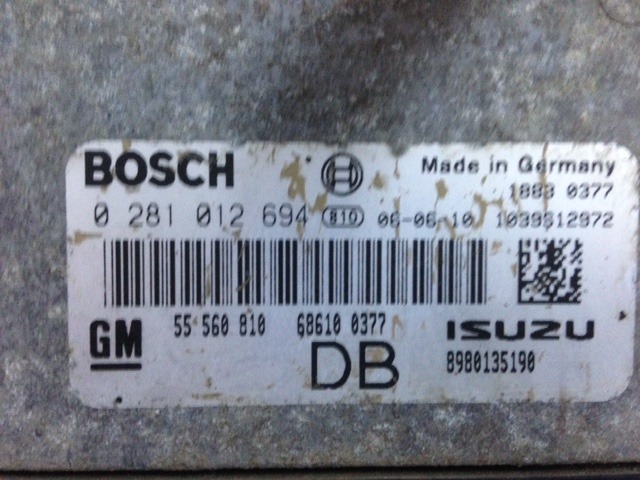 BOSCH Made in Germany
1883 0377
0 281 012 694 B10 06-06-10 1039S12972
GM 55 560 810 68610 0377 ISUZU
DB 8980135190